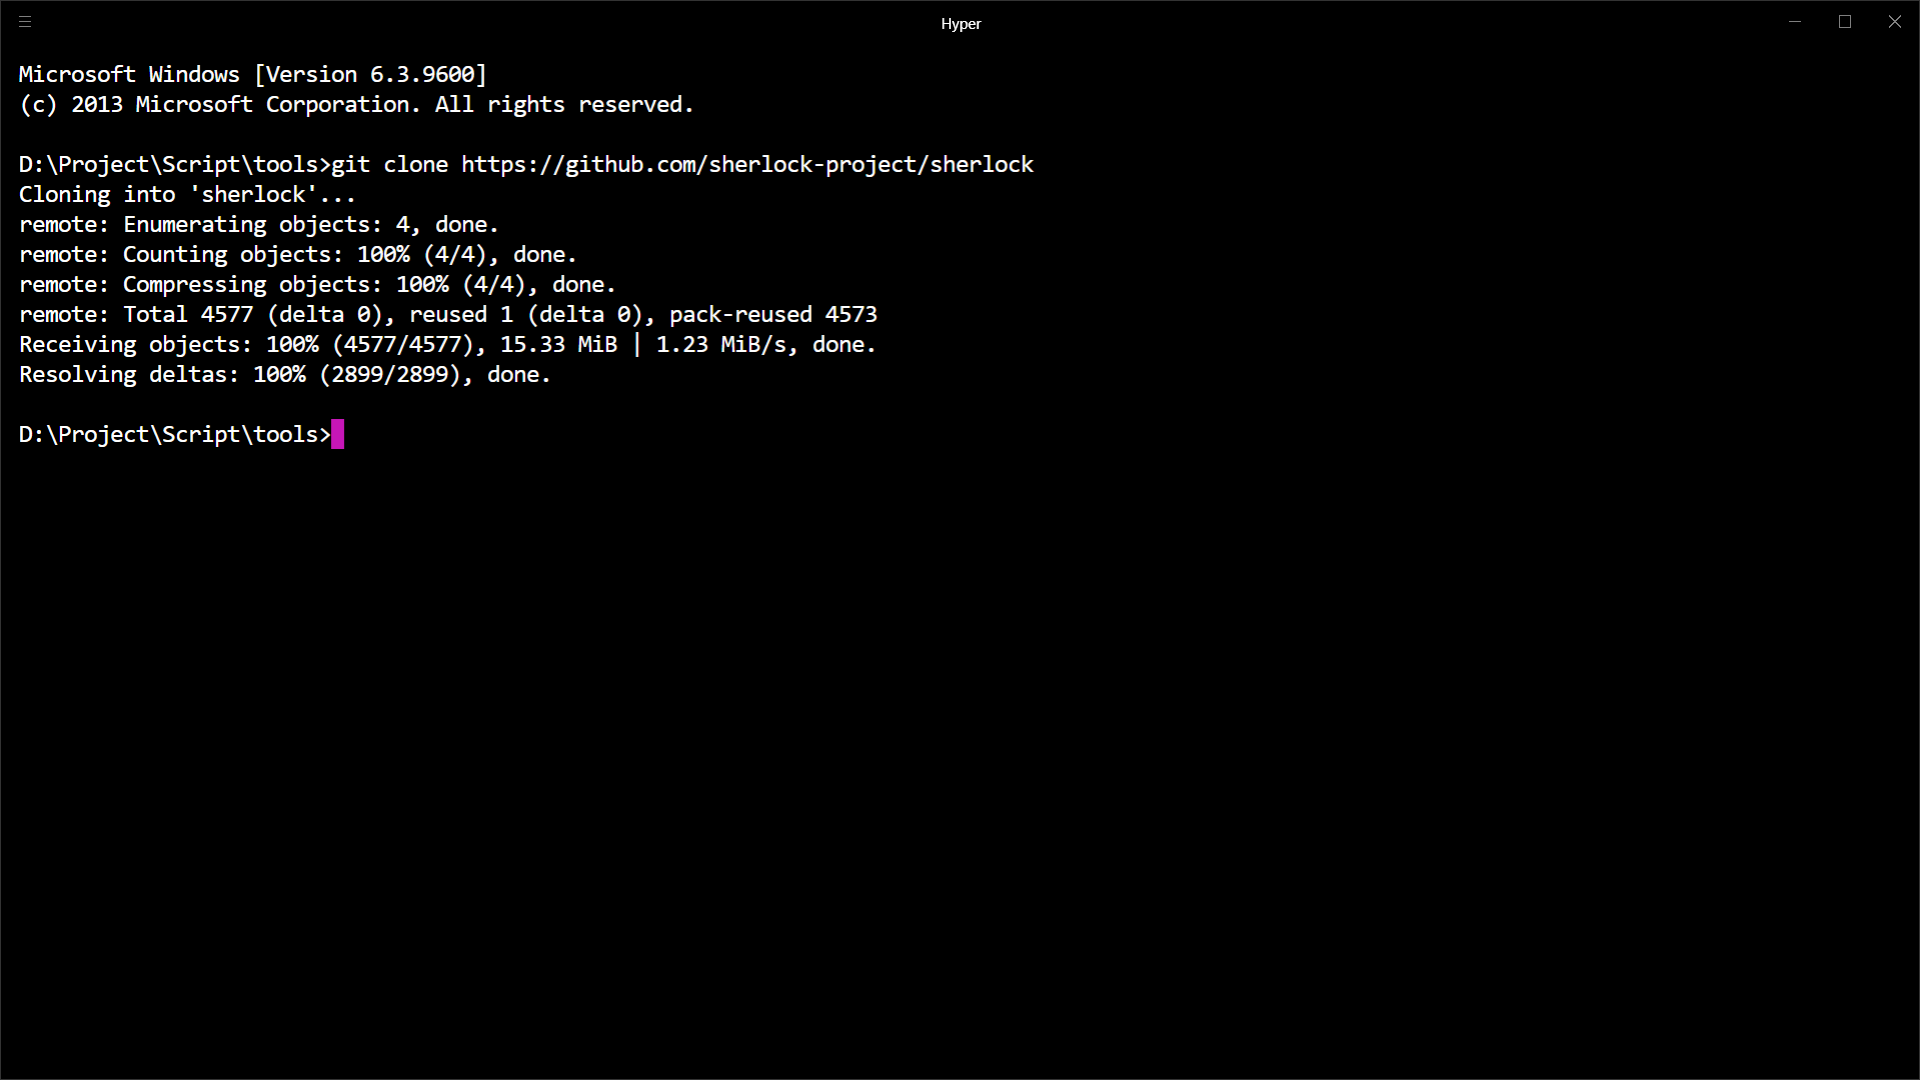 Hyper
Microsoft Windows [Version 6.3.9600]
(c) 2013 Microsoft Corporation. All rights reserved.
D:\Project\Script\tools>git clone https://github.com/sherlock-project/sherlock
Cloning into 'sherlock'...
remote: Enumerating objects: 4, done.
remote: Counting objects: 100% (4/4), done.
remote: Compressing objects: 100% (4/4), done.
remote: Total 4577 (delta 0), reused 1 (delta 0), pack-reused 4573
Receiving objects: 100% (4577/4577), 15.33 MiB | 1.23 MiB/s, done.
Resolving deltas: 100% (2899/2899), done.
D:\Project\Script\tools>